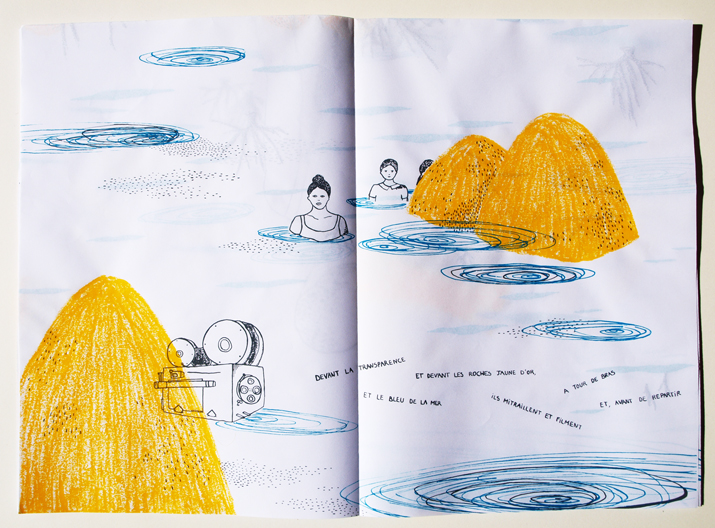 DEVANT LA TRANSPARENCE
ET LE BLEU DE LA MER
ET DEVANT LES ROCHES JAUNE D'OR,
ILS MITRAILLENT ET FILMENT
A TOUR DE BRAS
ET, AVANT DE REPARTIR